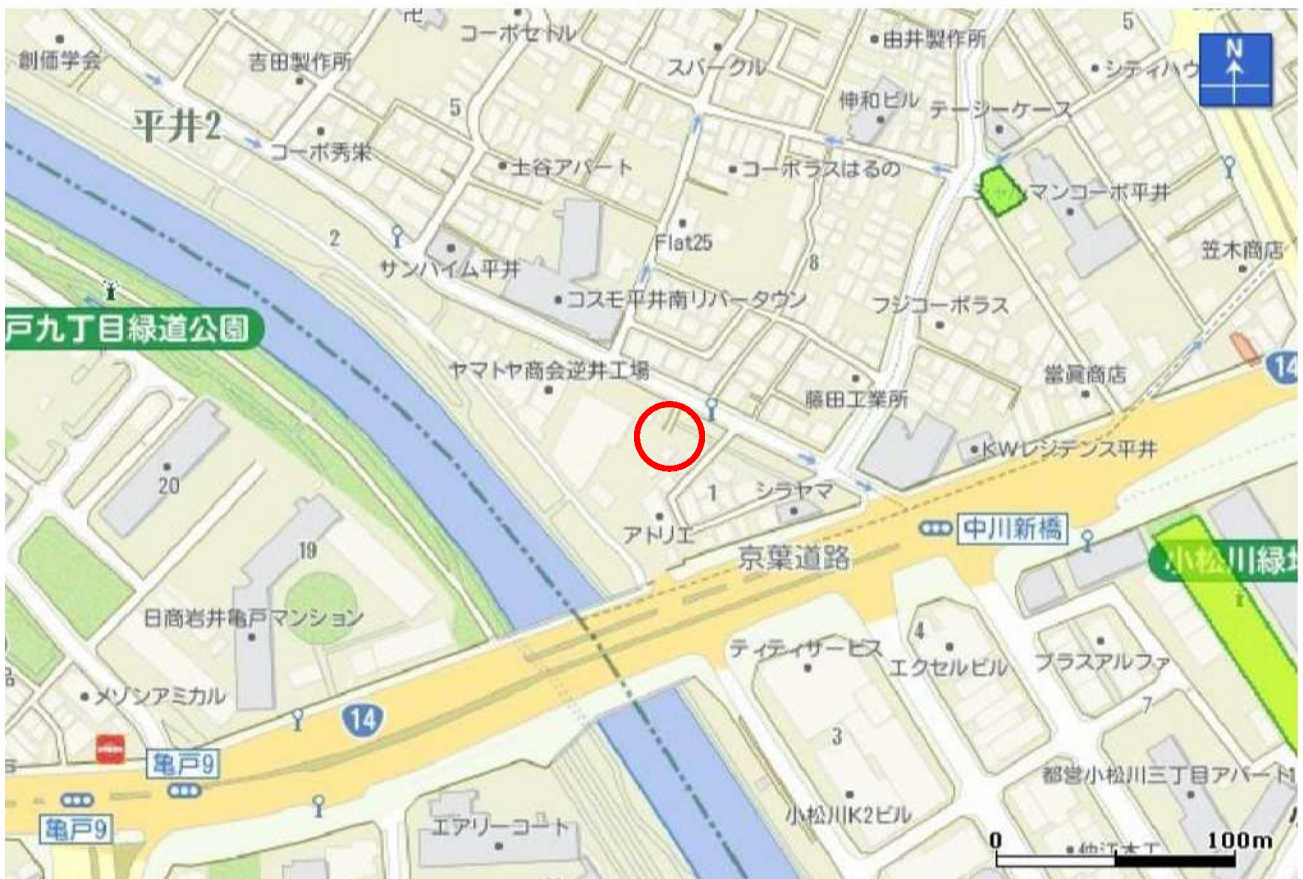 コーポセトル
創価学会
吉田製作所
由井製作所
5
スパークル
シティハウ
N
伸和ビル
テーシーケース
平井2
5
コーポ秀栄
土谷アパート
コーポラスはるの
マンコーポ平井
2
サンハイム平井
Flat25
8
笠木商店
コスモ平井南リバータウン
フジコーポラス
戸九丁目緑道公園
ヤマトヤ商会逆井工場
藤田工業所
當眞商店
14
KWレジデンス平井
20
1
シラヤマ
アトリエ
中川新橋
19
京葉道路
小松川緑地
日商岩井亀戸マンション
ティティサービス
4
エクセルビル
プラスアルファ
メゾンアミカル
14
7
3
亀戸9
都営小松川三丁目アパート1
亀戸9
エアリーコート
小松川K2ビル
0
100m